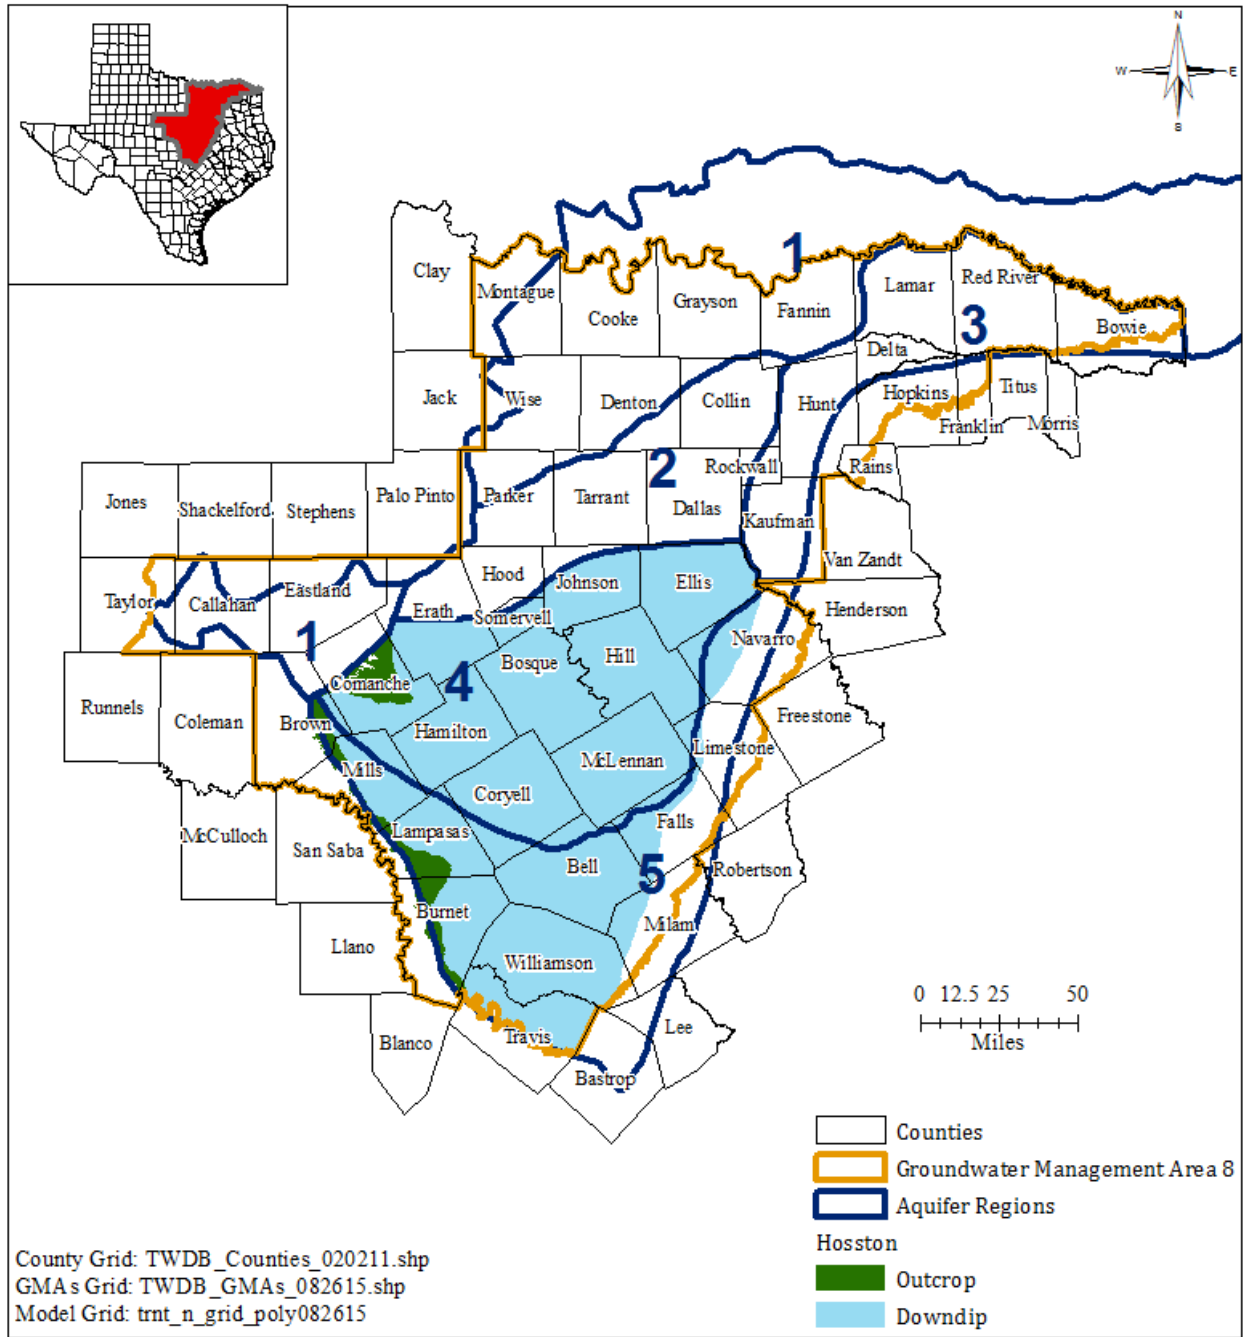 N
W E
S
1
Clay
Montague
Cooke
Grayson
Fannin
Lamar
Red River
3
Bowie
Delta
Jack
Wise
Denton
Collin
Hunt
Hopkins
Titus
Franklin
Morris
2
Rockwall
Rains
Jones
Shackelford
Stephens
Palo Pinto
Parker
Tarrant
Dallas
Kaufman
Van Zandt
Taylor
Callahan
Eastland
Hood
Johnson
Ellis
Erath
Somervell
Henderson
Navarro
1
Comanche
4
Bosque
Hill
Runnels
Coleman
Brown
Hamilton
Freestone
Limestone
Mills
McLennan
Coryell
McCulloch
San Saba
Lampasas
Falls
Bell
5
Robertson
Burnet
Milam
Llano
Williamson
Travis
Lee
Blanco
Bastrop
0 12.5 25 50
Miles
Counties
Groundwater Management Area 8
Aquifer Regions
Hosston
Outcrop
Downdip
County Grid: TWDB_Counties_020211.shp
GMAs Grid: TWDB_GMAs_082615.shp
Model Grid: trnt_n_grid_poly082615